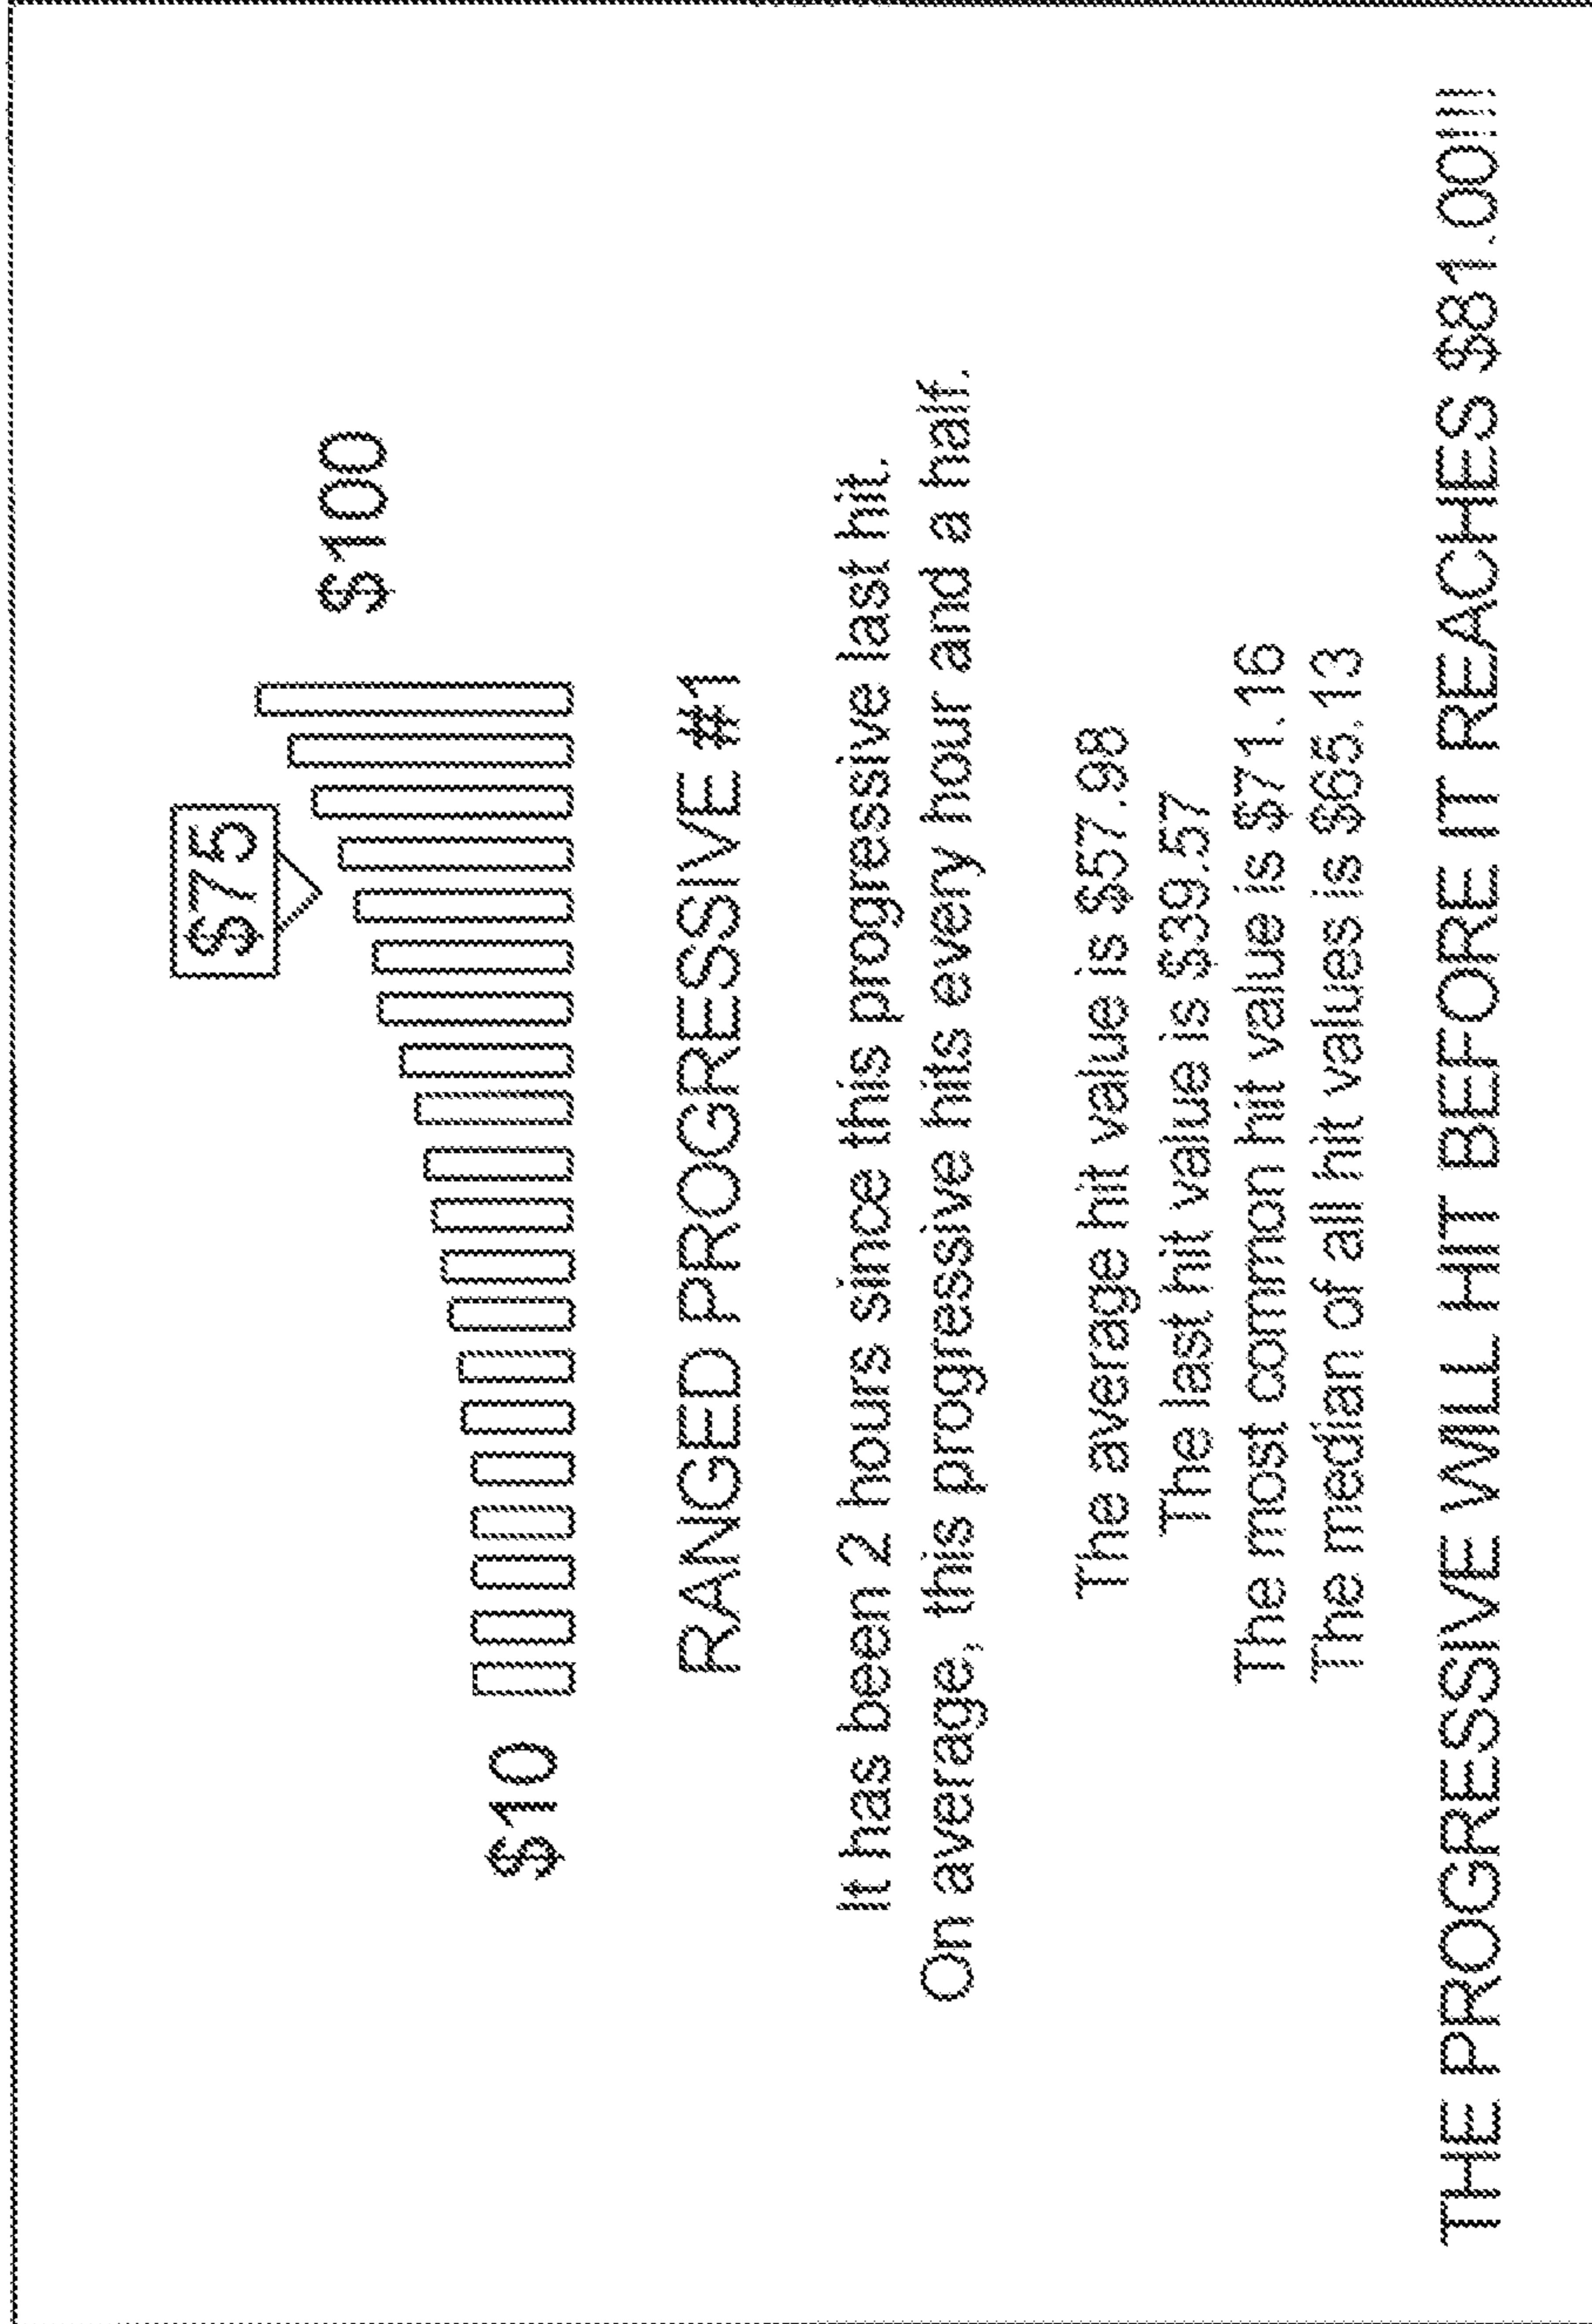 $75
$10
$100
RANGED PROGRESSIVE #1
It has been 2 hours since this progressive last hit.
On average, this progressive hits every hour and a half.
The average hit value is $57.98
The last hit value is $39.57
The most common hit value is $71.16
The median of all hit values is $65.13
THE PROGRESSIVE WILL HIT BEFORE IT REACHES $81.00!!!!